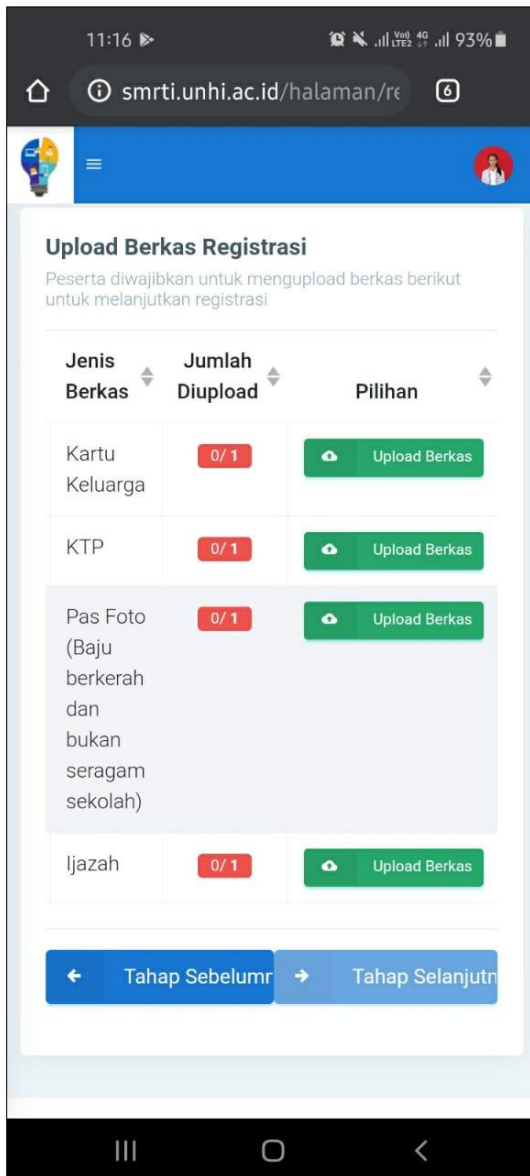 11:16 Voi) 4G LTE2 93%
smrti.unhi.ac.id/halaman/re 6
Upload Berkas Registrasi
Peserta diwajibkan untuk mengupload berkas berikut
untuk melanjutkan registrasi
Jenis
Berkas
Jumlah
Diupload
Pilihan
Kartu
Keluarga
0/ 1
Upload Berkas
KTP
0/ 1
Upload Berkas
Pas Foto
(Baju
berkerah
dan
bukan
seragam
sekolah)
0/ 1
Upload Berkas
Ijazah
0/ 1
Upload Berkas
Tahap Sebelumr
Tahap Selanjutn